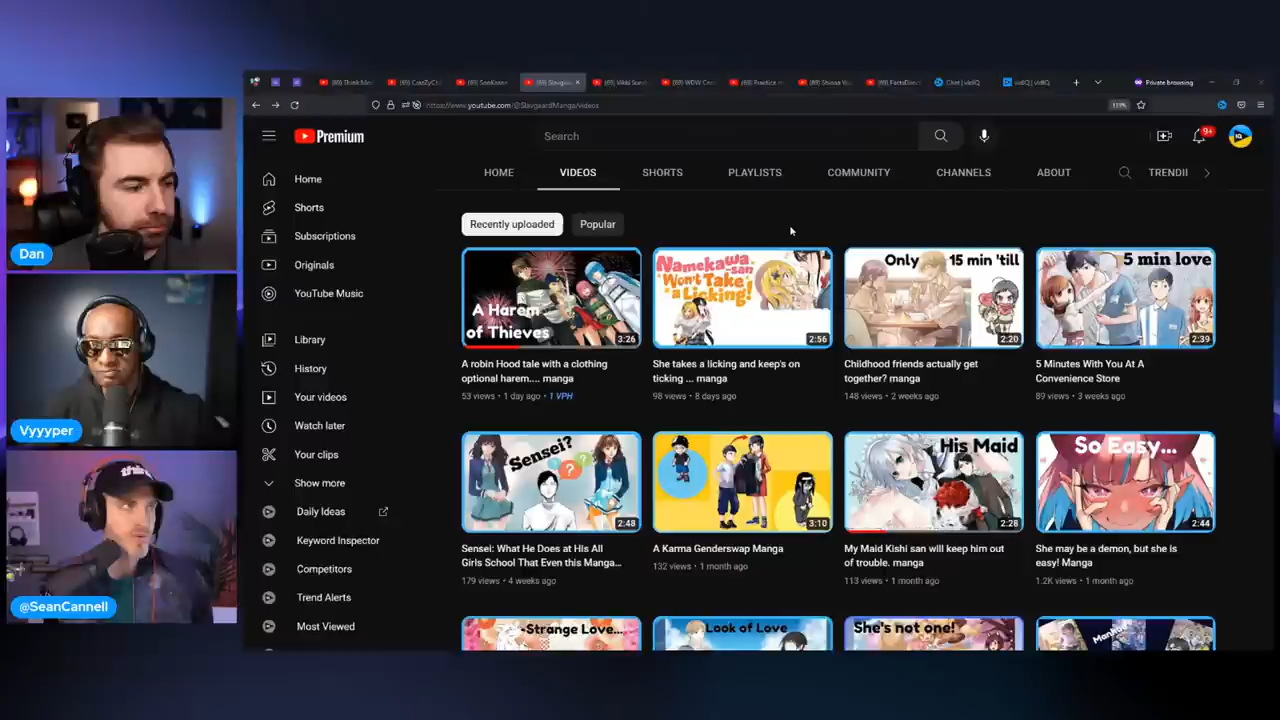 Dan
Vyyyper
@SeanCannell
Private browsing
https://www.youtube.com/@SlavgaardManga/videos
Premium
Search
9+
HOME
VIDEOS
SHORTS
PLAYLISTS
COMMUNITY
CHANNELS
ABOUT
TRENDII
Home
Shorts
Subscriptions
Originals
YouTube Music
Library
History
Your videos
Watch later
Your clips
Show more
Daily Ideas
Keyword Inspector
Competitors
Trend Alerts
Most Viewed
Recently uploaded
Popular
A Harem
of Thieves
3:26
A robin Hood tale with a clothing
optional harem.... manga
53 views • 1 day ago • 1 VPH
Namekawa-san
Won't Take
a Licking!
2:56
She takes a licking and keep's on
ticking ... manga
98 views • 8 days ago
Only 15 min 'till
2:20
Childhood friends actually get
together? manga
148 views • 2 weeks ago
5 min love
2:39
5 Minutes With You At A
Convenience Store
89 views • 3 weeks ago
Sensei?
2:48
Sensei: What He Does at His All
Girls School That Even this Manga...
179 views • 4 weeks ago
3:10
A Karma Genderswap Manga
132 views • 1 month ago
His Maid
2:28
My Maid Kishi san will keep him out
of trouble. manga
113 views • 1 month ago
So Easy...
2:44
She may be a demon, but she is
easy! Manga
1.2K views • 1 month ago
-Strange Love...
Look of Love
She's not one!